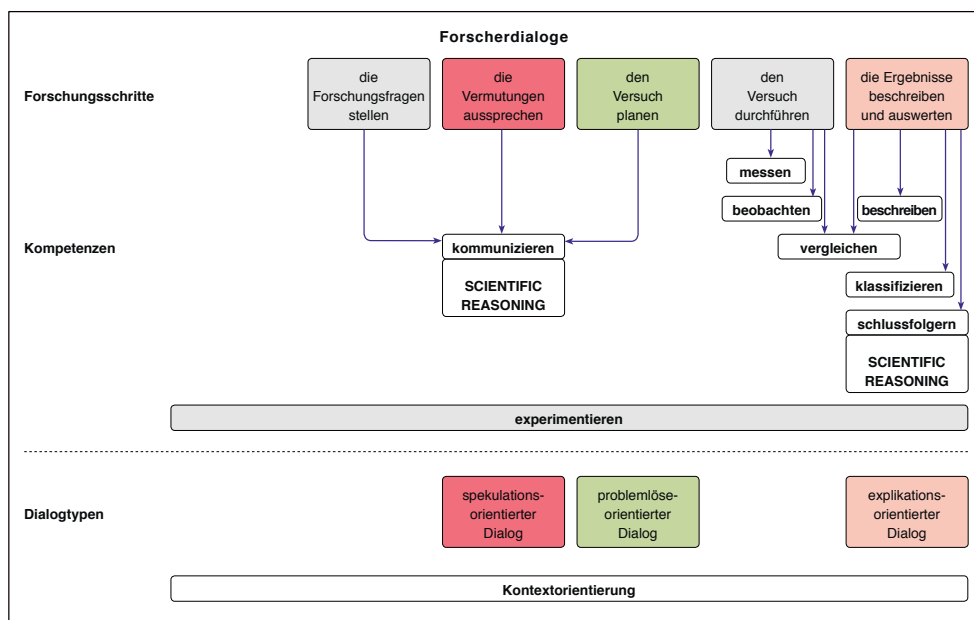 Forscherdialoge
Forschungsschritte
die
Forschungsfragen
stellen
die
Vermutungen
aussprechen
den
Versuch
planen
den
Versuch
durchführen
die Ergebnisse
beschreiben
und auswerten
messen
beobachten
beschreiben
Kompetenzen
kommunizieren
vergleichen
SCIENTIFIC
REASONING
klassifizieren
schlussfolgern
SCIENTIFIC
REASONING
experimentieren
Dialogtypen
spekulations-
orientierter
Dialog
problemlöse-
orientierter
Dialog
explikations-
orientierter
Dialog
Kontextorientierung